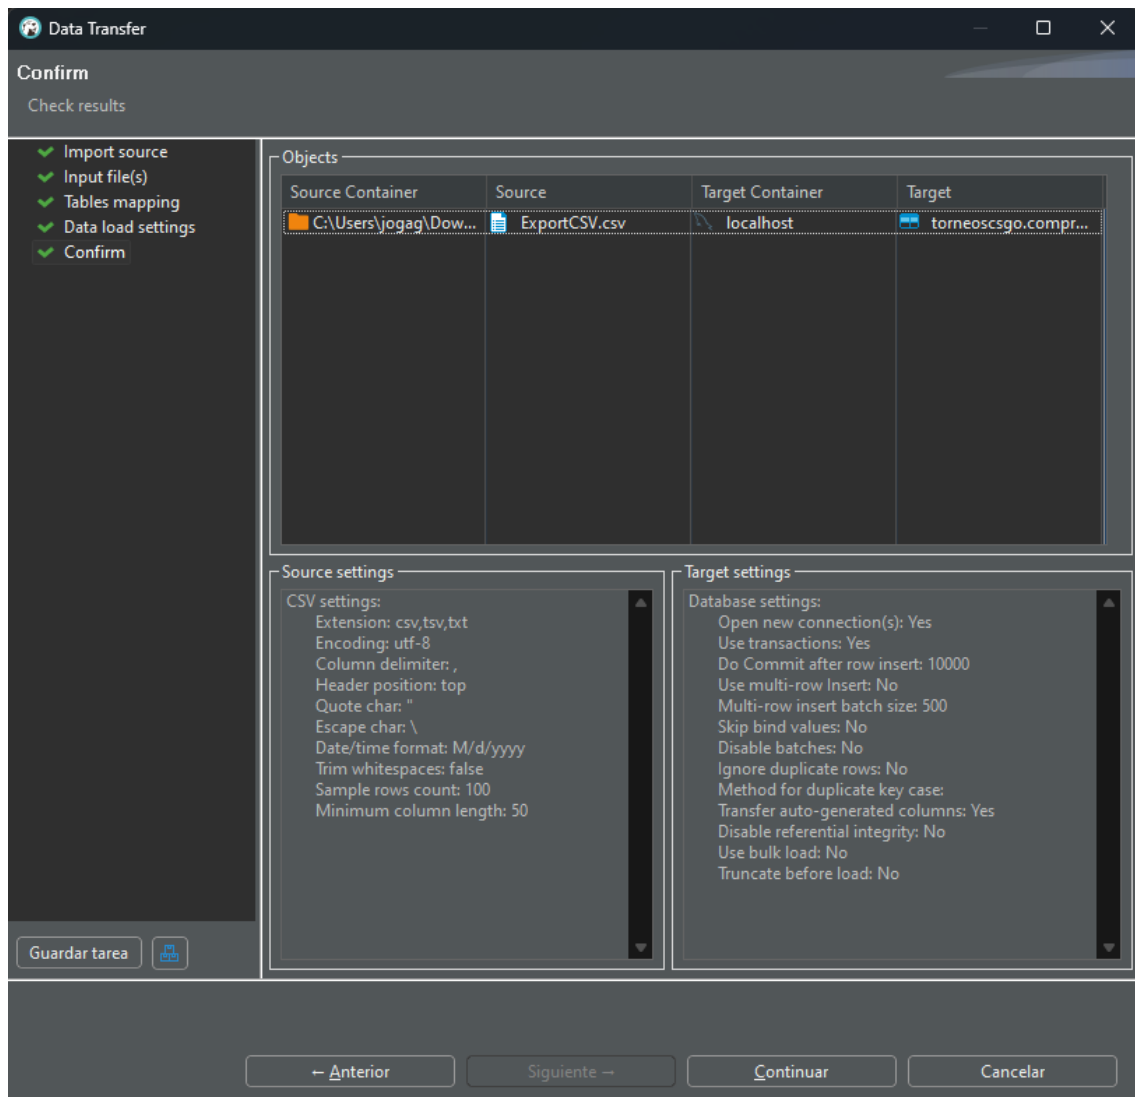 Data Transfer
Confirm
Check results
Import source
Input file(s)
Tables mapping
Data load settings
Confirm
Objects
Source Container Source Target Container Target
C:\Users\jogag\Dow... ExportCSV.csv localhost torneoscsgo.compr...
Source settings
CSV settings:
Extension: csv,tsv,txt
Encoding: utf-8
Column delimiter: ,
Header position: top
Quote char: "
Escape char: \
Date/time format: M/d/yyyy
Trim whitespaces: false
Sample rows count: 100
Minimum column length: 50
Target settings
Database settings:
Open new connection(s): Yes
Use transactions: Yes
Do Commit after row insert: 10000
Use multi-row Insert: No
Multi-row insert batch size: 500
Skip bind values: No
Disable batches: No
Ignore duplicate rows: No
Method for duplicate key case:
Transfer auto-generated columns: Yes
Disable referential integrity: No
Use bulk load: No
Truncate before load: No
Guardar tarea
← Anterior Siguiente → Continuar Cancelar